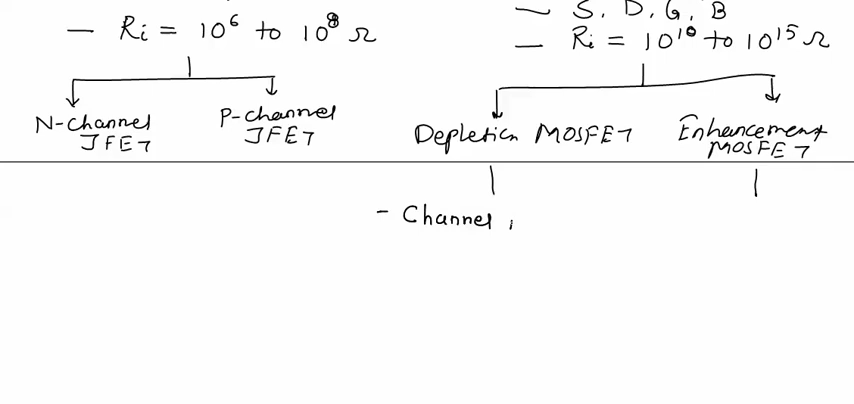 — Ri = 10⁶ to 10⁸ Ω
— S, D, G, B
— Ri = 10¹⁰ to 10¹⁵ Ω
N-Channel
JFET
P-channel
JFET
Depletion MOSFET
Enhancement
MOSFET
- Channel